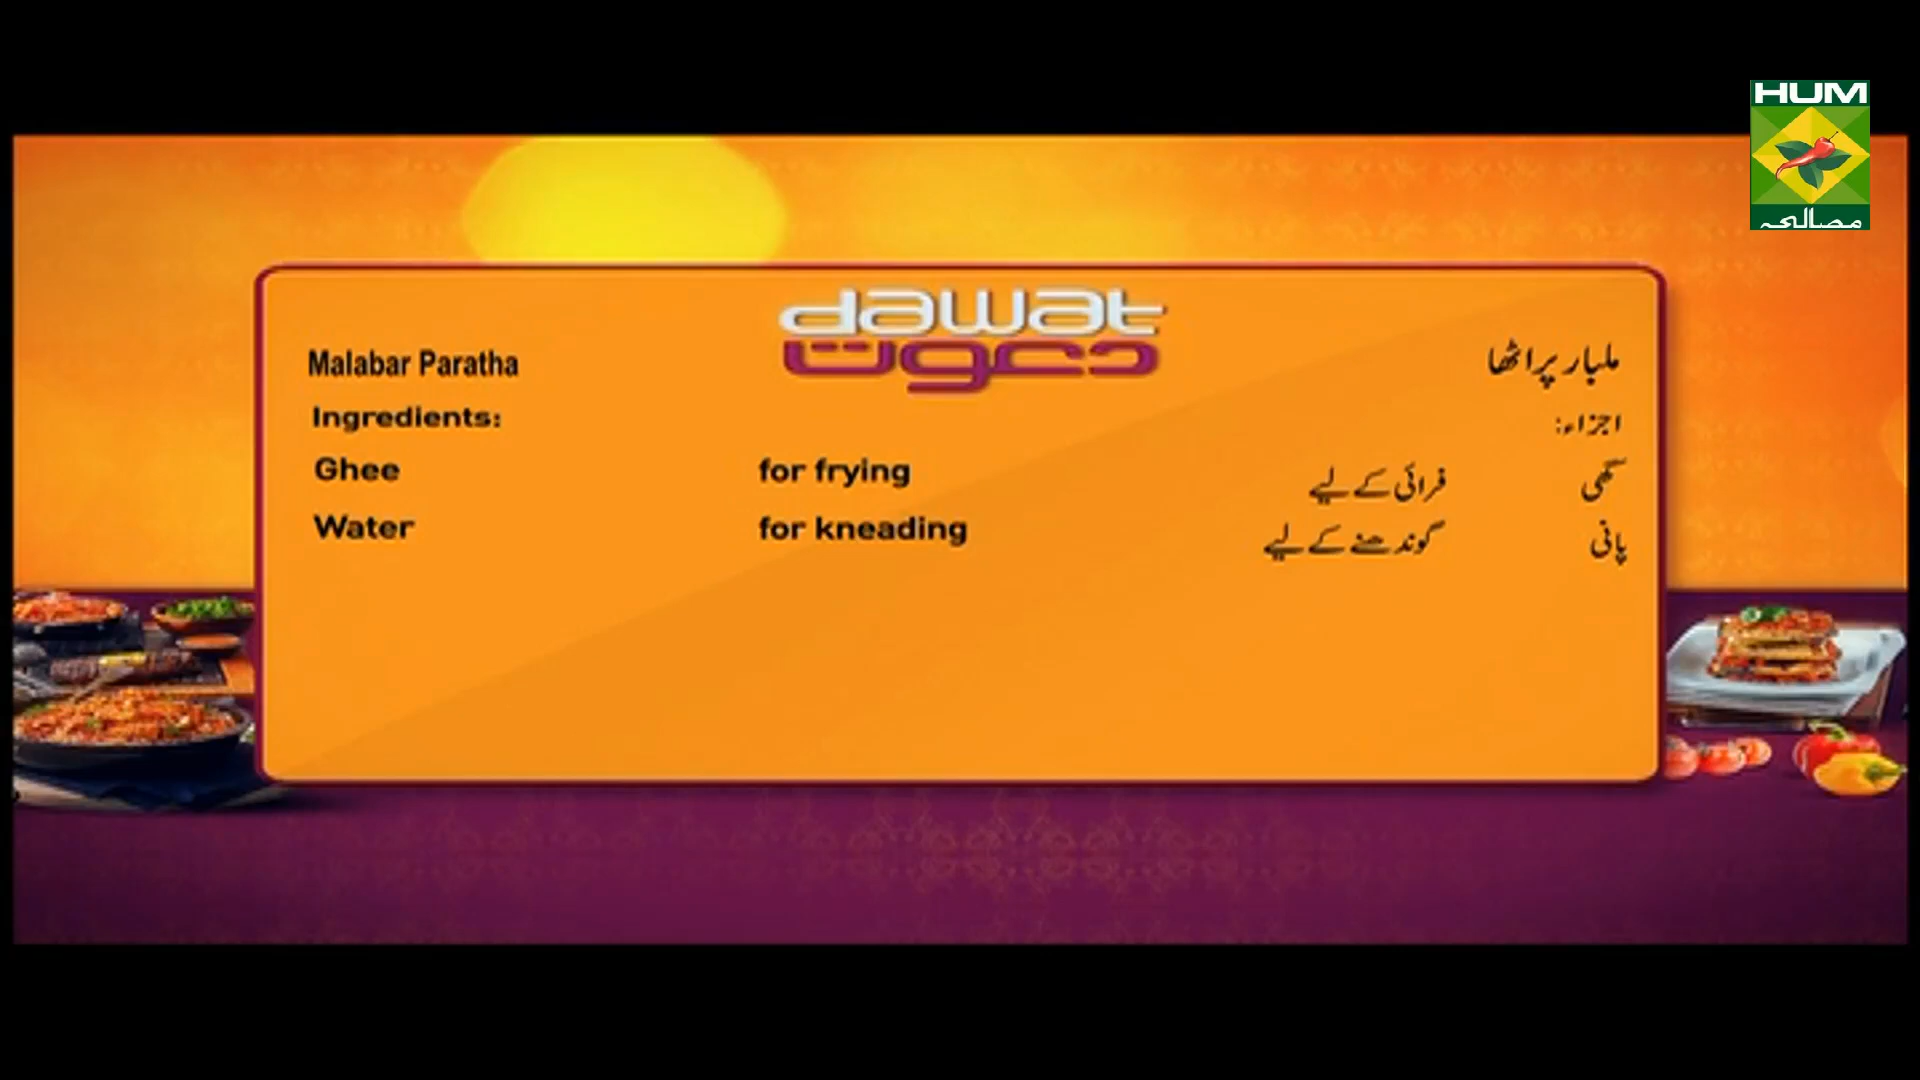 HUM
مصالحہ
dawat
دعوت
Malabar Paratha ملبار پراٹھا
Ingredients: اجزاء:
Ghee for frying گھی فرائی کے لیے
Water for kneading پانی گوندھنے کے لیے